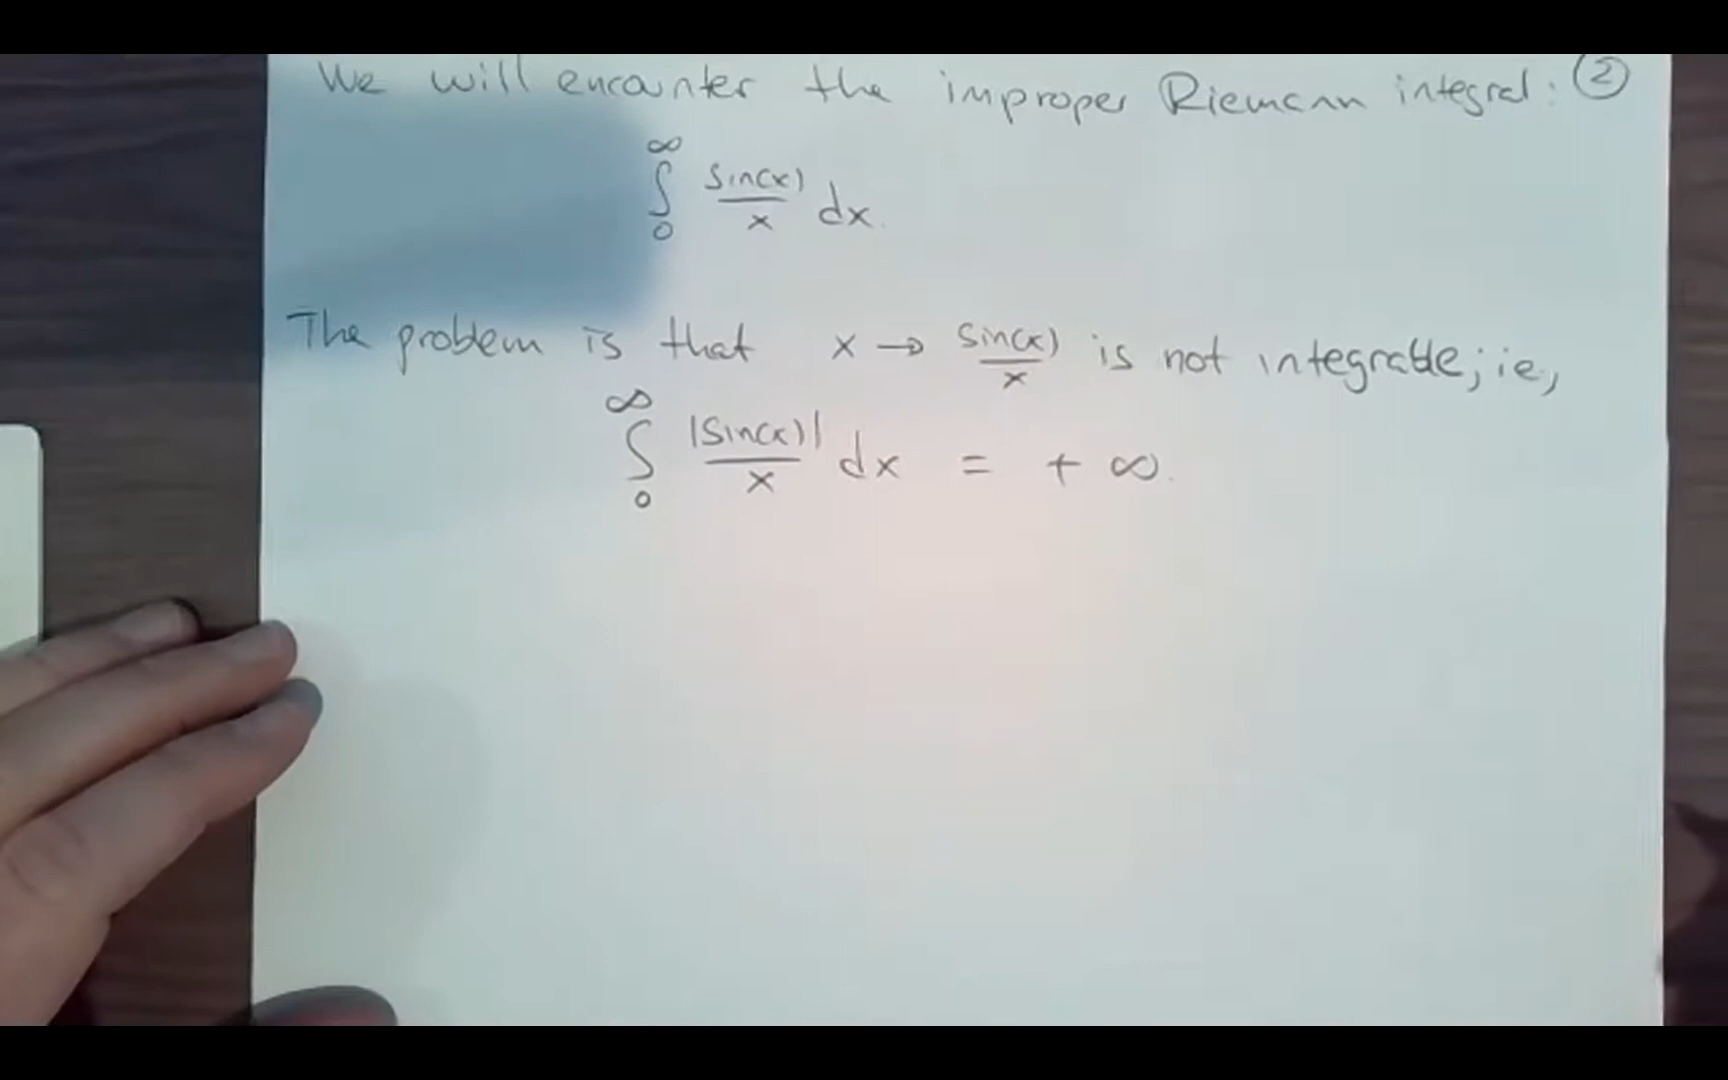 We will encounter the improper Riemann integral: ②
∫₀^∞ sin(x)/x dx.
The problem is that x → sin(x)/x is not integrable; ie,
∫₀^∞ |sin(x)|/x dx = + ∞.